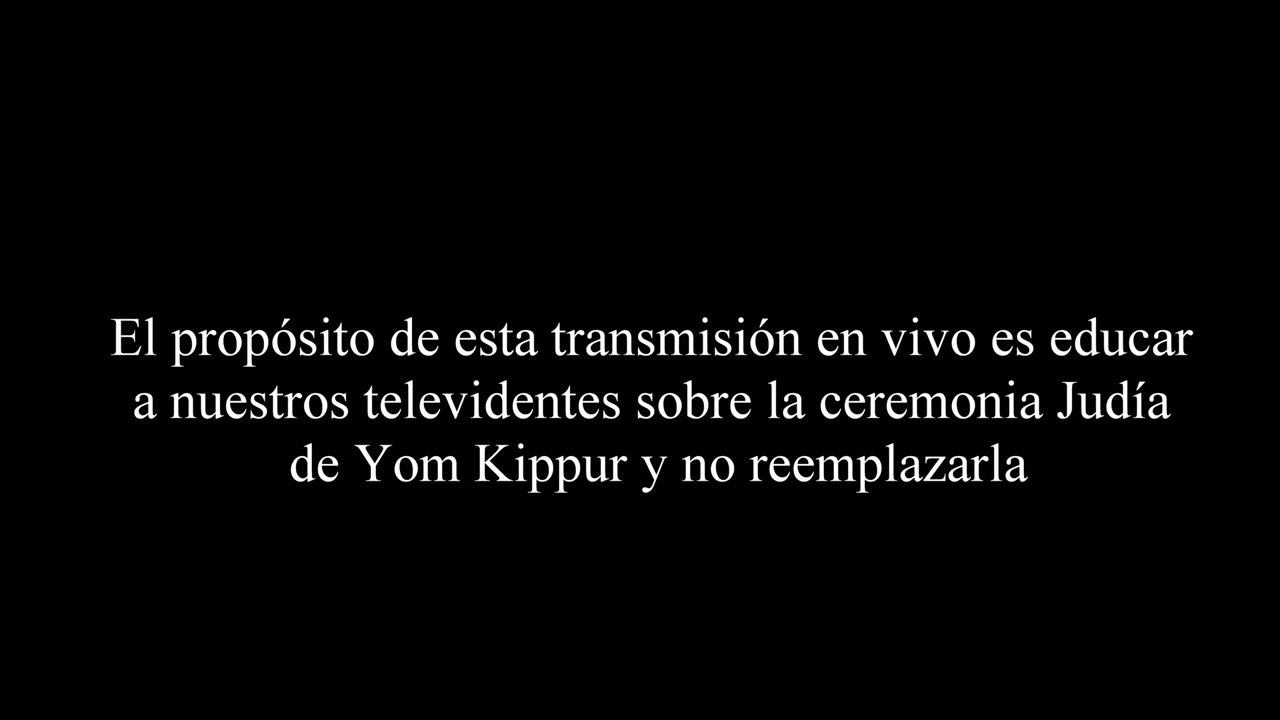 El propósito de esta transmisión en vivo es educar
a nuestros televidentes sobre la ceremonia Judía
de Yom Kippur y no reemplazarla